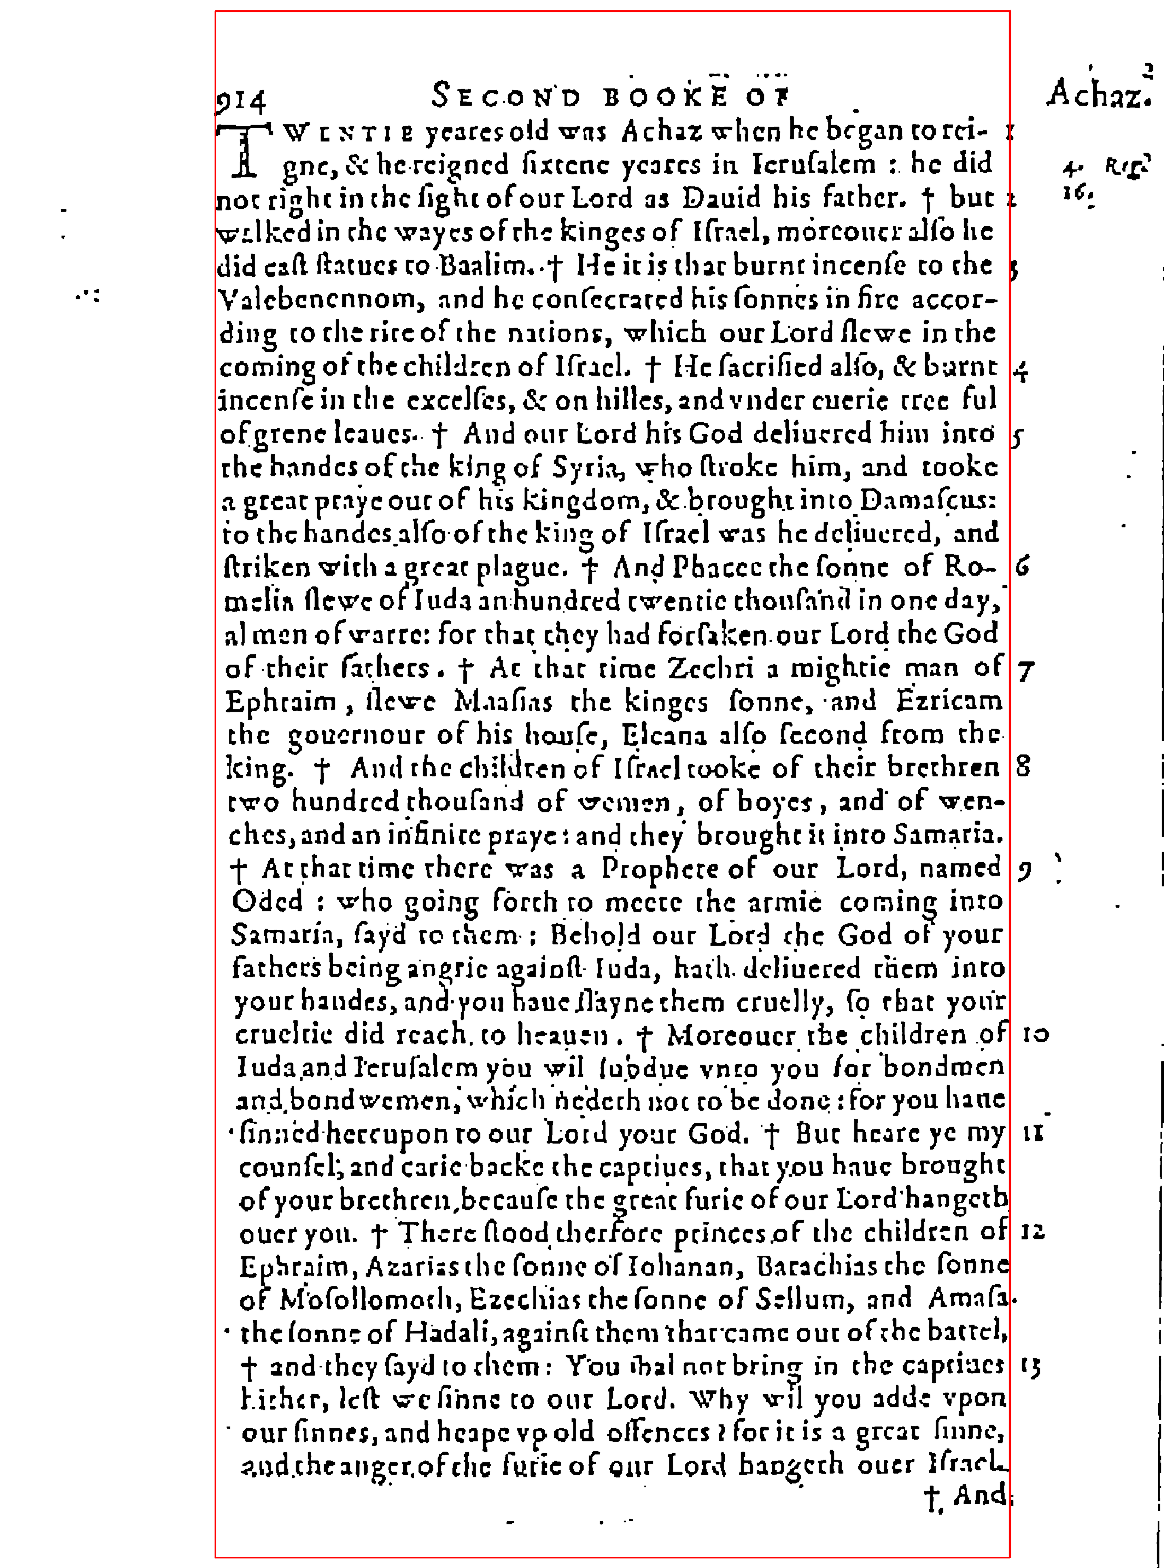 914 SECOND BOOKE OF Achaz.
TWENTIE yeares old was Achaz when he began to rei- 1
gne, & he reigned ſixtene yeares in Ieruſalem : he did 4. Reg.
not right in the ſight of our Lord as Dauid his father. † but 2 16.
walked in the wayes of the kinges of Iſrael, moreouer alſo he
did caſt ſtatues to Baalim. † He it is that burnt incenſe to the 3
Valebenennom, and he conſecrated his ſonnes in fire accor-
ding to the rite of the nations, which our Lord ſlewe in the
coming of the children of Iſrael. † He ſacrified alſo, & burnt 4
incenſe in the excelſes, & on hilles, and vnder euerie tree ful
of grene leaues. † And our Lord his God deliuered him into 5
the handes of the king of Syria, who ſtroke him, and tooke
a great praye out of his kingdom, & brought into Damaſcus:
to the handes alſo of the king of Iſrael was he deliuered, and
ſtriken with a great plague. † And Phacee the ſonne of Ro- 6
melia ſlewe of Iuda an hundred twentie thouſand in one day,
al men of warre: for that they had forſaken our Lord the God
of their fathers. † At that time Zechri a mightie man of 7
Ephraim, ſlewe Maaſias the kinges ſonne, and Ezricam
the gouernour of his houſe, Elcana alſo ſecond from the
king. † And the children of Iſrael tooke of their brethren 8
two hundred thouſand of wemen, of boyes, and of wen-
ches, and an infinite praye: and they brought it into Samaria.
† At that time there was a Prophete of our Lord, named 9
Oded : who going forth to meete the armie coming into
Samaria, ſayd to them : Behold our Lord the God of your
fathers being angrie againſt Iuda, hath deliuered them into
your handes, and you haue ſlayne them cruelly, ſo that your
crueltie did reach to heauen. † Moreouer the children of 10
Iuda and Ieruſalem you wil ſubdue vnto you for bondmen
and bondwemen, which nedeth not to be done: for you haue
ſinned hereupon to our Lord your God. † But heare ye my 11
counſel, and carie backe the captiues, that you haue brought
of your brethren, becauſe the great furie of our Lord hangeth
ouer you. † There ſtood therfore princes of the children of 12
Ephraim, Azarias the ſonne of Iohanan, Barachias the ſonne
of Moſollomoth, Ezechias the ſonne of Sellum, and Amaſa
the ſonne of Hadali, againſt them that came out of the battel,
† and they ſayd to them: You ſhal not bring in the captiues 13
hither, leſt we ſinne to our Lord. Why wil you adde vpon
our ſinnes, and heape vp old offences? for it is a great ſinne,
and the anger of the furie of our Lord hangeth ouer Iſrael.
† And